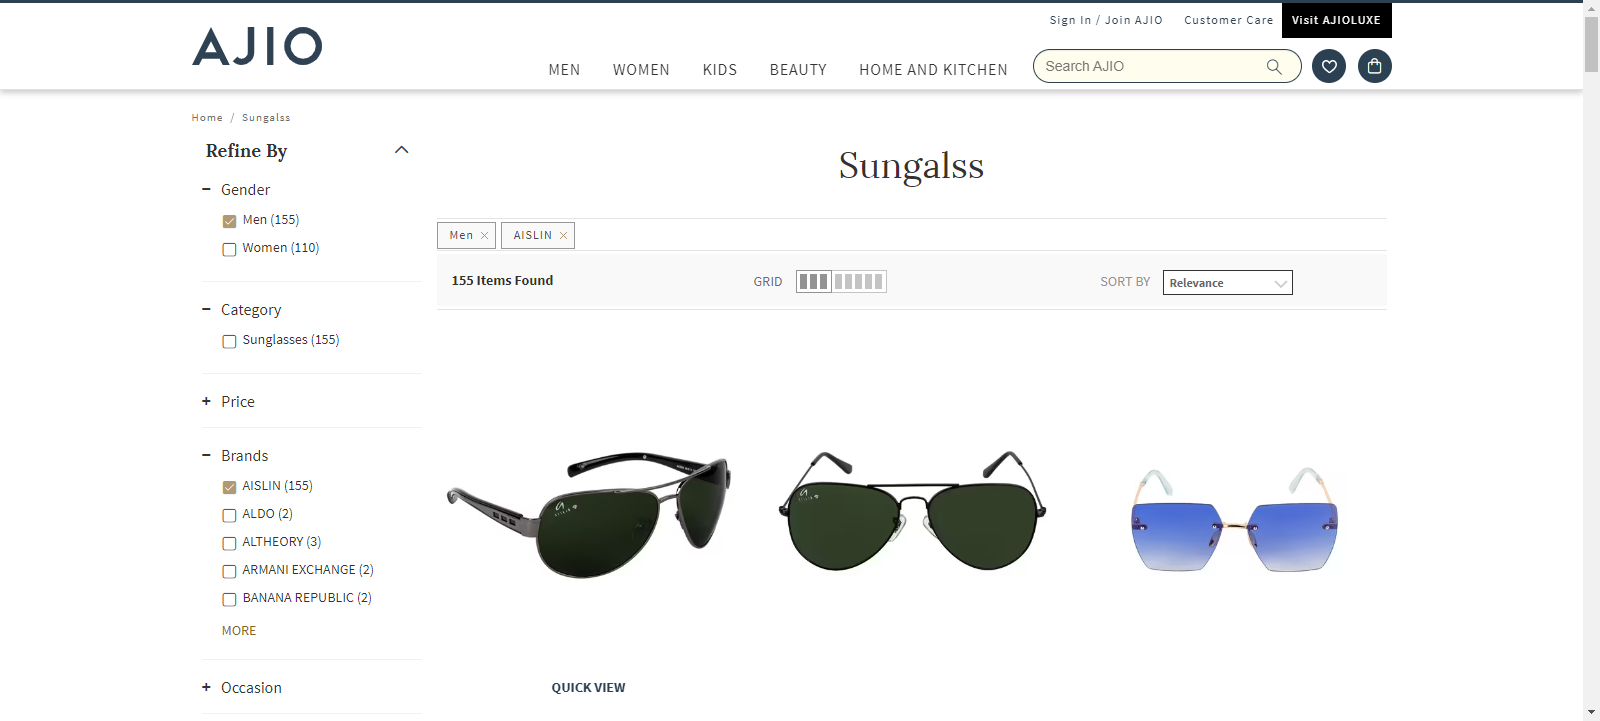 Sign In / Join AJIO
Customer Care
Visit AJIOLUXE
AJIO
MEN
WOMEN
KIDS
BEAUTY
HOME AND KITCHEN
Search AJIO
Home / Sungalss
Refine By
Gender
Men (155)
Women (110)
Category
Sunglasses (155)
Price
Brands
AISLIN (155)
ALDO (2)
ALTHEORY (3)
ARMANI EXCHANGE (2)
BANANA REPUBLIC (2)
MORE
Occasion
Sungalss
Men
AISLIN
155 Items Found
GRID
SORT BY
Relevance
QUICK VIEW